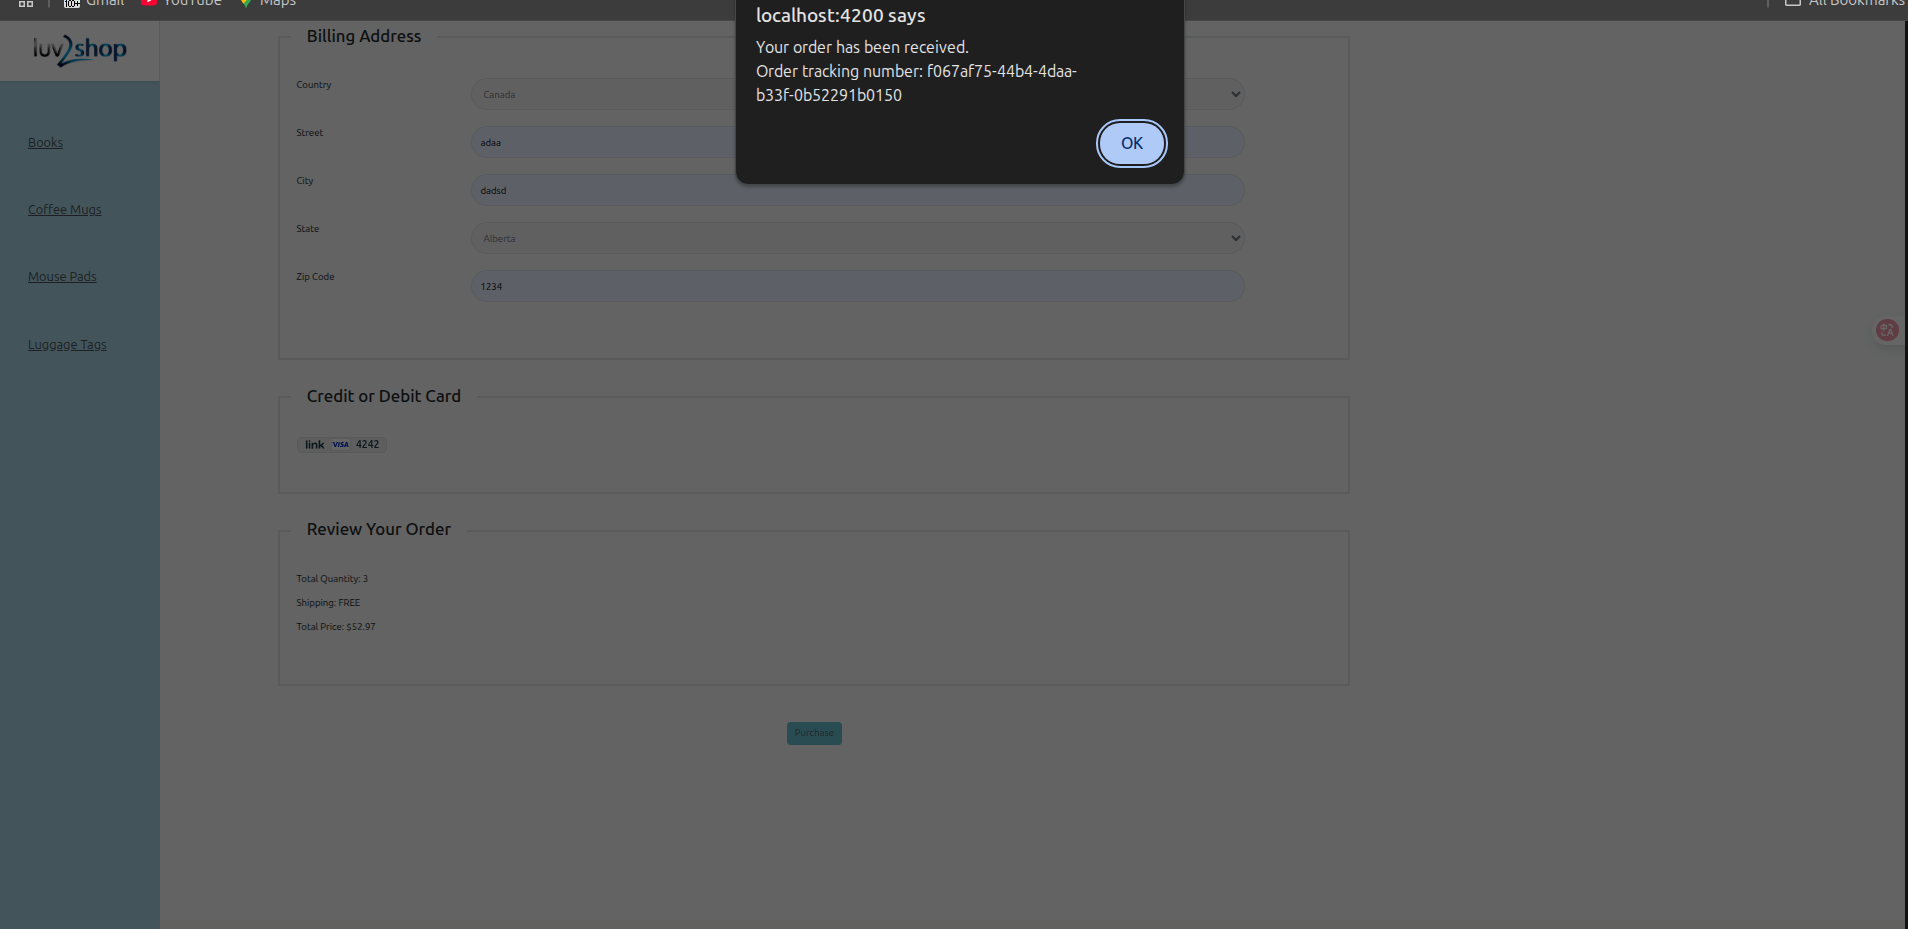 Gmail
YouTube
Maps
All Bookmarks
localhost:4200 says
Your order has been received.
Order tracking number: f067af75-44b4-4daa-
b33f-0b52291b0150
OK
luv2shop
Books
Coffee Mugs
Mouse Pads
Luggage Tags
Billing Address
Country
Canada
Street
adaa
City
dadsd
State
Alberta
Zip Code
1234
Credit or Debit Card
link VISA 4242
Review Your Order
Total Quantity: 3
Shipping: FREE
Total Price: $52.97
Purchase